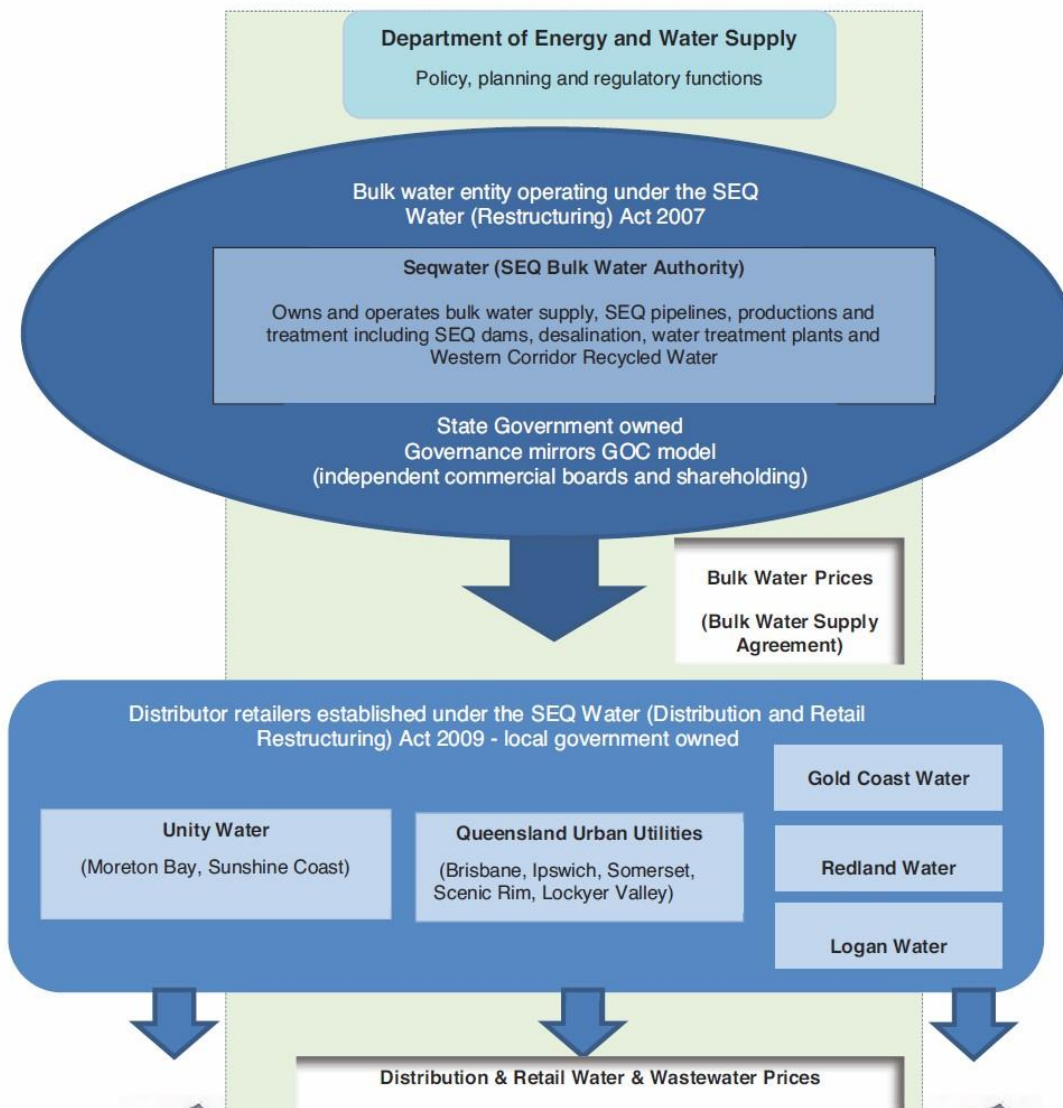 Department of Energy and Water Supply
Policy, planning and regulatory functions
Bulk water entity operating under the SEQ
Water (Restructuring) Act 2007
Seqwater (SEQ Bulk Water Authority)
Owns and operates bulk water supply, SEQ pipelines, productions and
treatment including SEQ dams, desalination, water treatment plants and
Western Corridor Recycled Water
State Government owned
Governance mirrors GOC model
(independent commercial boards and shareholding)
Bulk Water Prices
(Bulk Water Supply
Agreement)
Distributor retailers established under the SEQ Water (Distribution and Retail
Restructuring) Act 2009 - local government owned
Unity Water
(Moreton Bay, Sunshine Coast)
Queensland Urban Utilities
(Brisbane, Ipswich, Somerset,
Scenic Rim, Lockyer Valley)
Gold Coast Water
Redland Water
Logan Water
Distribution & Retail Water & Wastewater Prices